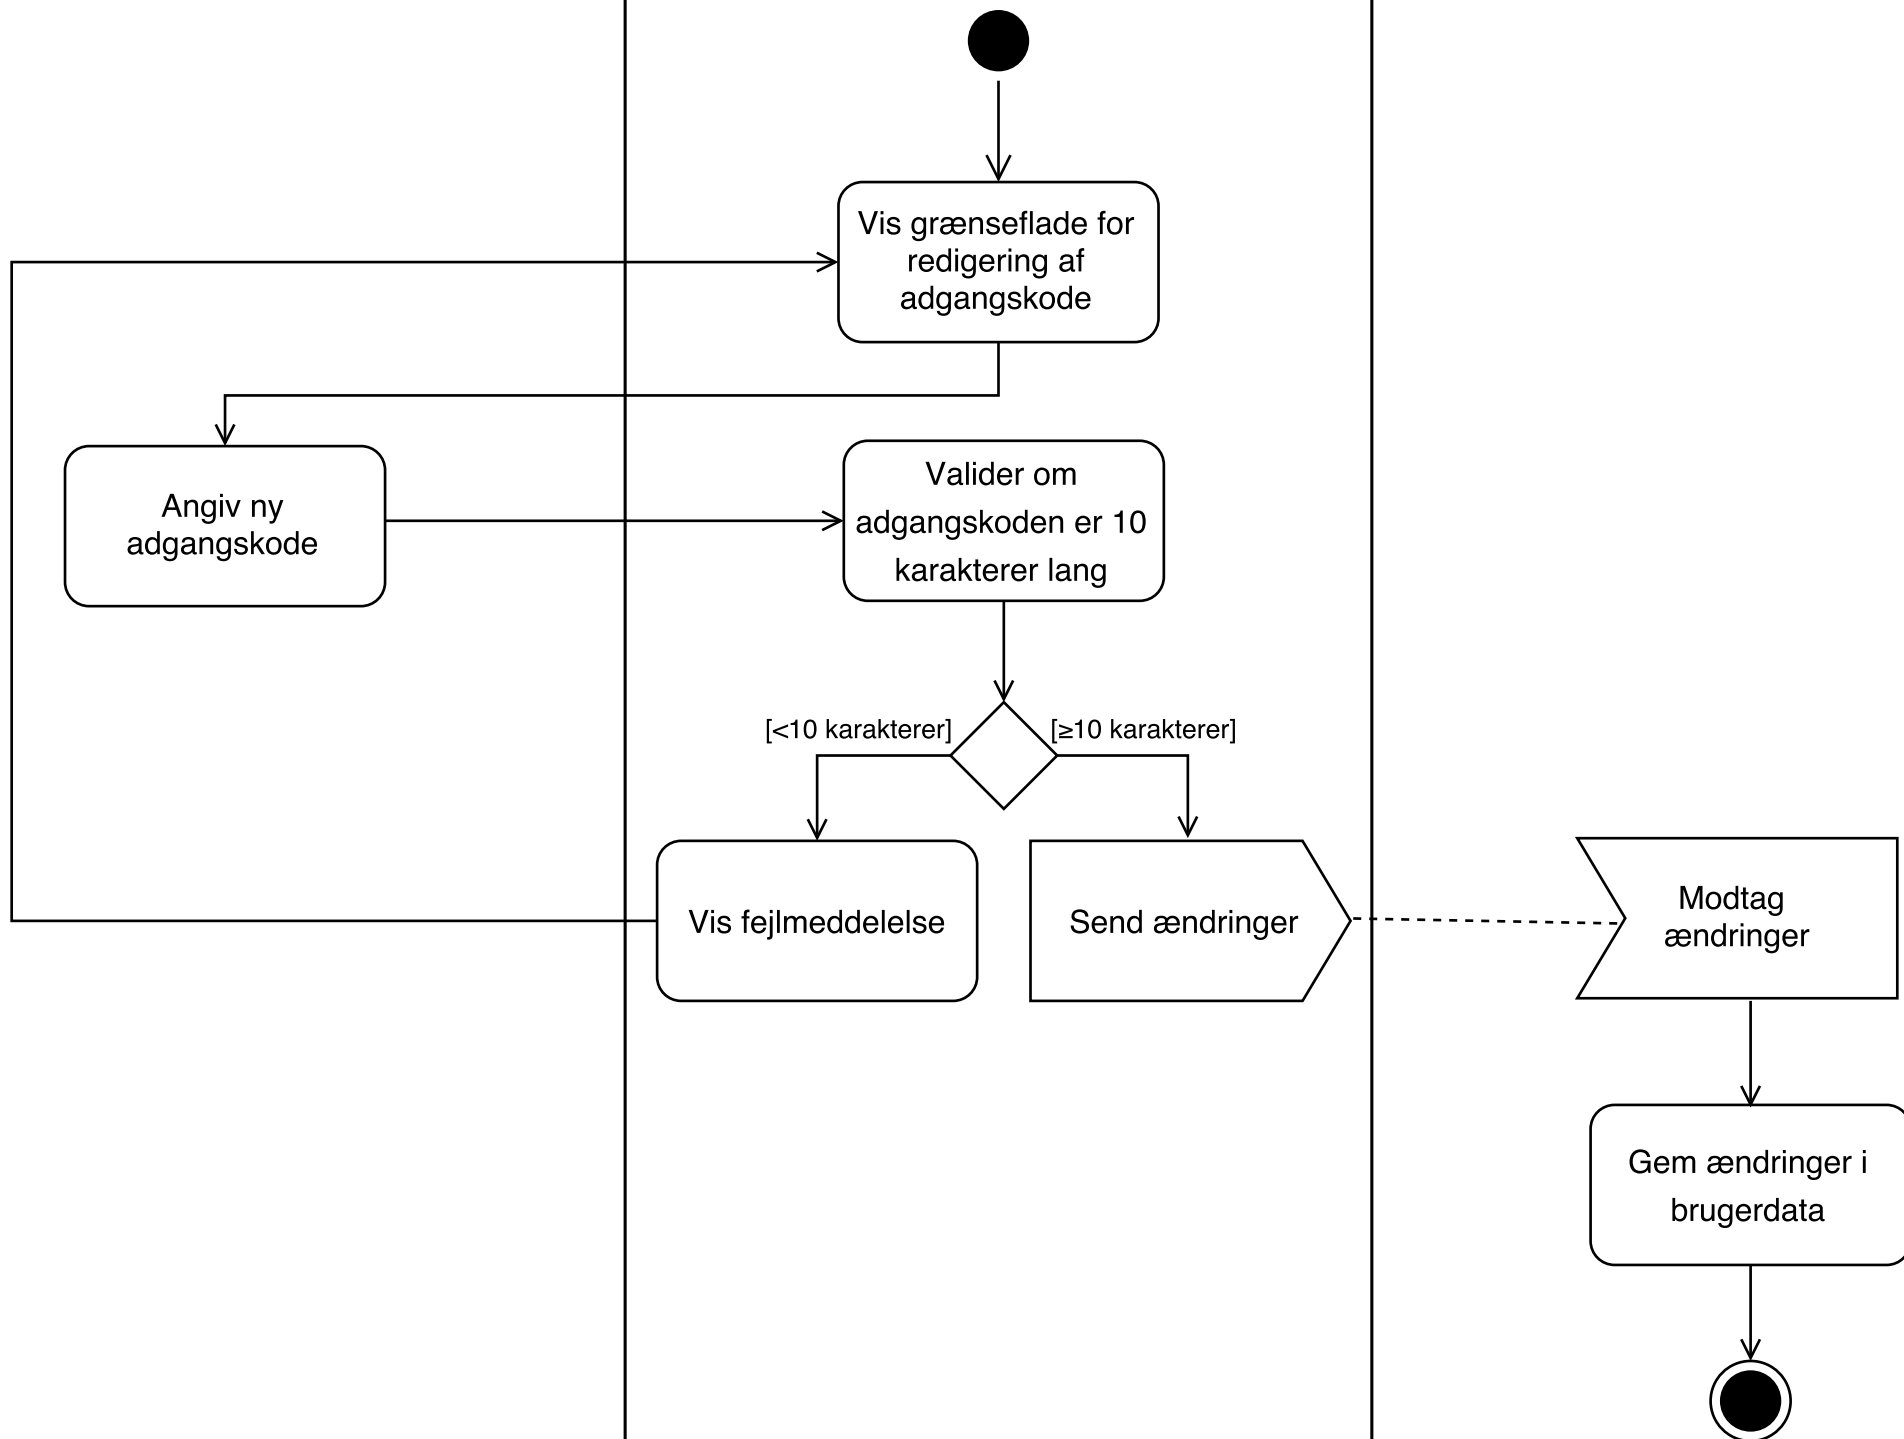 Vis grænseflade for
redigering af
adgangskode
Angiv ny
adgangskode
Valider om
adgangskoden er 10
karakterer lang
[<10 karakterer]
[≥10 karakterer]
Vis fejlmeddelelse
Send ændringer
Modtag
ændringer
Gem ændringer i
brugerdata